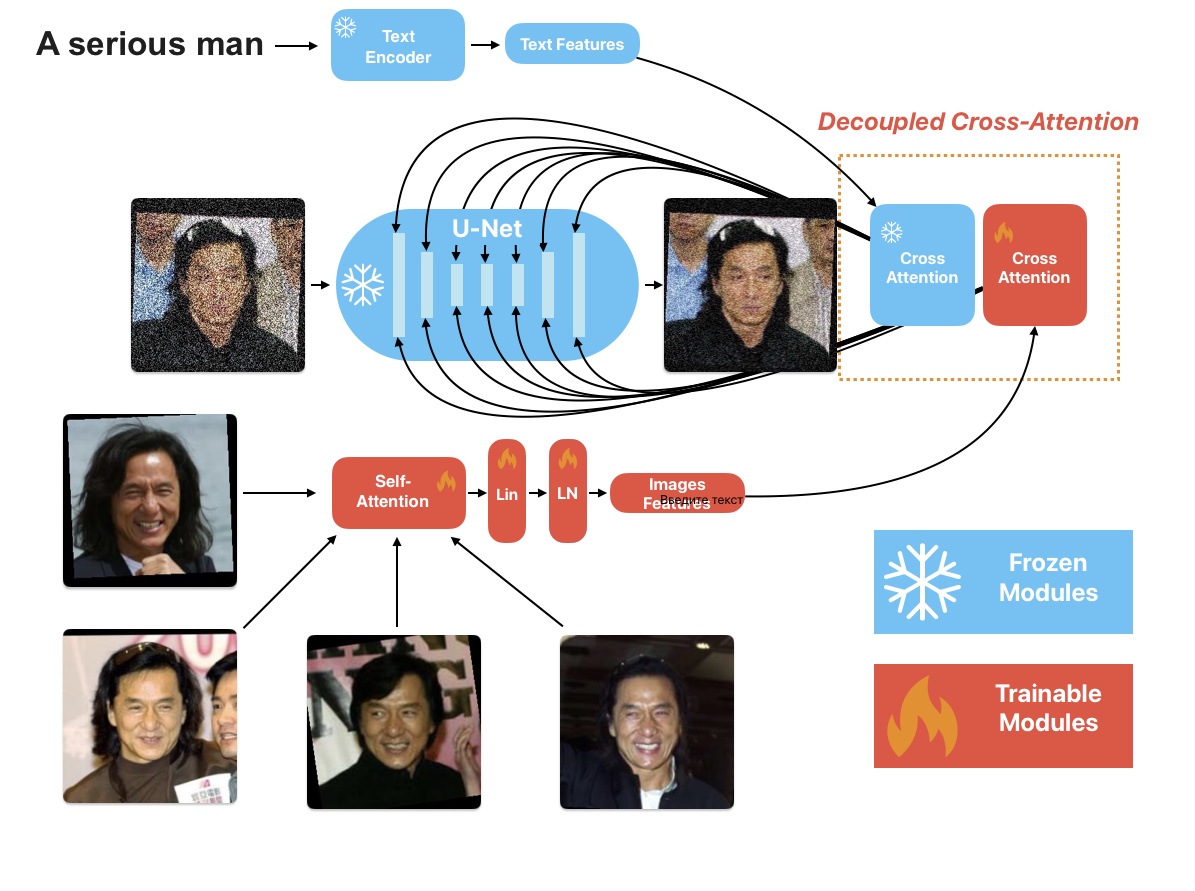 A serious man
Text
Encoder
Text Features
Decoupled Cross-Attention
U-Net
Cross
Attention
Cross
Attention
Self-
Attention
Lin
LN
Images
Features
Введите текст
Frozen
Modules
Trainable
Modules